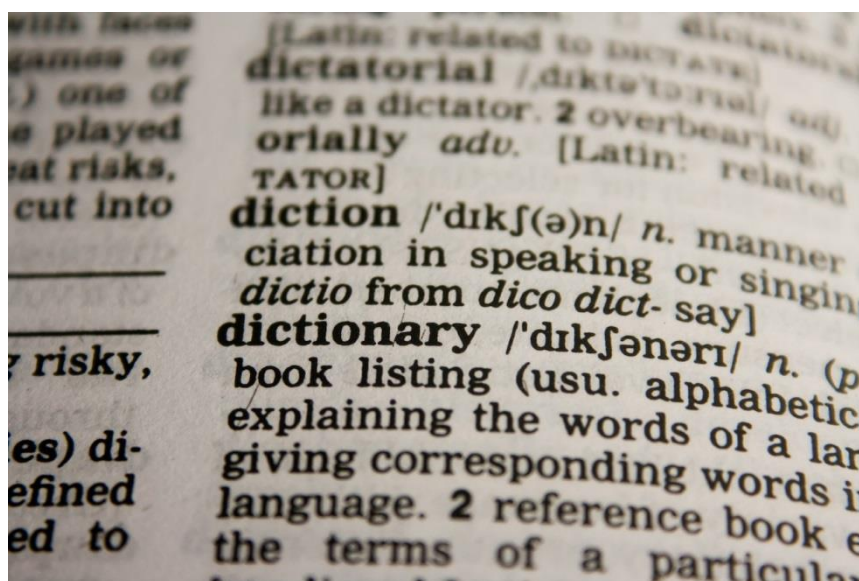 with faces
games or
.) one of
e played
eat risks,
cut into
risky,
es) di-
efined
ed to
[Latin: related to DICTATE]
dictatorial /ˌdɪktəˈtɔːrɪəl/ adj.
like a dictator. 2 overbearing.
orially adv. [Latin: related
TATOR]
diction /ˈdɪkʃ(ə)n/ n. manner
ciation in speaking or singin
dictio from dico dict- say]
dictionary /ˈdɪkʃənərɪ/ n. (p
book listing (usu. alphabetic
explaining the words of a lan
giving corresponding words i
language. 2 reference book e
the terms of a particula